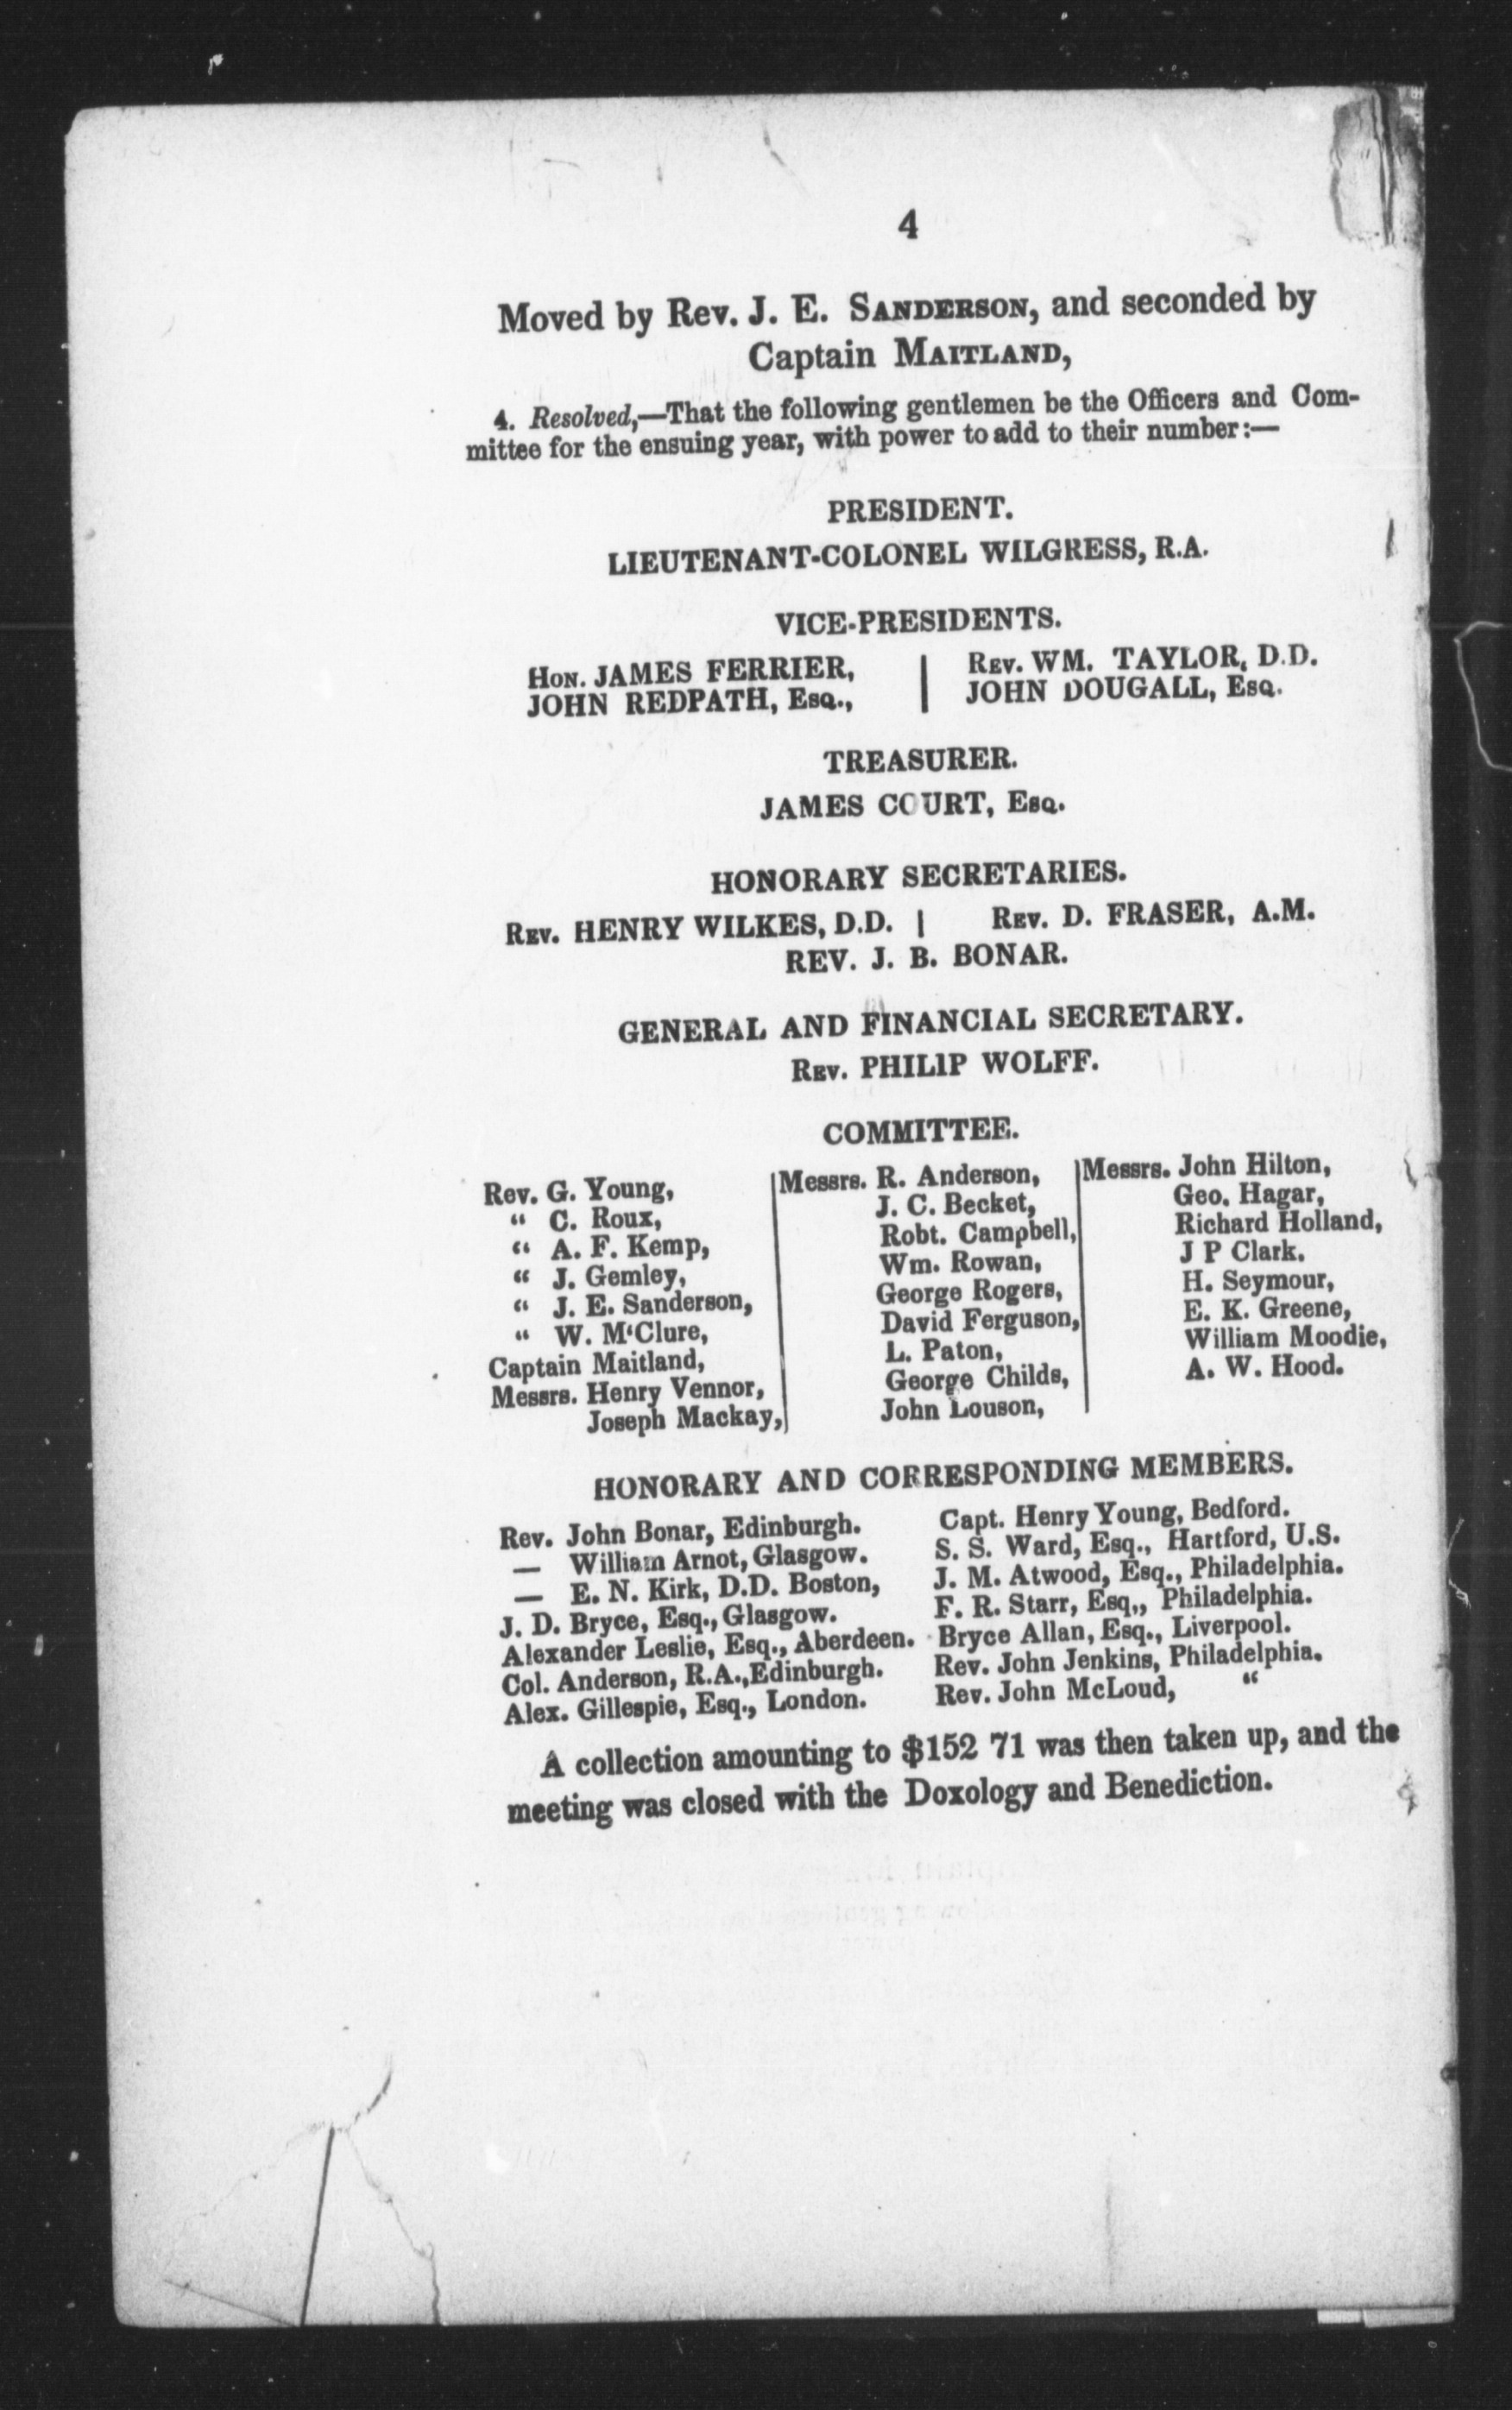 4
Moved by Rev. J. E. SANDERSON, and seconded by
Captain MAITLAND,
4. Resolved,—That the following gentlemen be the Officers and Com-
mittee for the ensuing year, with power to add to their number:—
PRESIDENT.
LIEUTENANT-COLONEL WILGRESS, R.A.
VICE-PRESIDENTS.
HON. JAMES FERRIER,
JOHN REDPATH, ESQ.,
REV. WM. TAYLOR, D.D.
JOHN DOUGALL, ESQ.
TREASURER.
JAMES COURT, ESQ.
HONORARY SECRETARIES.
REV. HENRY WILKES, D.D. | REV. D. FRASER, A.M.
REV. J. B. BONAR.
GENERAL AND FINANCIAL SECRETARY.
REV. PHILIP WOLFF.
COMMITTEE.
Rev. G. Young,
“ C. Roux,
“ A. F. Kemp,
“ J. Gemley,
“ J. E. Sanderson,
“ W. M‘Clure,
Captain Maitland,
Messrs. Henry Vennor,
Joseph Mackay,
Messrs. R. Anderson,
J. C. Becket,
Robt. Campbell,
Wm. Rowan,
George Rogers,
David Ferguson,
L. Paton,
George Childs,
John Louson,
Messrs. John Hilton,
Geo. Hagar,
Richard Holland,
J P Clark.
H. Seymour,
E. K. Greene,
William Moodie,
A. W. Hood.
HONORARY AND CORRESPONDING MEMBERS.
Rev. John Bonar, Edinburgh.
— William Arnot, Glasgow.
— E. N. Kirk, D.D. Boston,
J. D. Bryce, Esq., Glasgow.
Alexander Leslie, Esq., Aberdeen.
Col. Anderson, R.A., Edinburgh.
Alex. Gillespie, Esq., London.
Capt. Henry Young, Bedford.
S. S. Ward, Esq., Hartford, U.S.
J. M. Atwood, Esq., Philadelphia.
F. R. Starr, Esq,, Philadelphia.
Bryce Allan, Esq., Liverpool.
Rev. John Jenkins, Philadelphia.
Rev. John McLoud, “
A collection amounting to $152 71 was then taken up, and the
meeting was closed with the Doxology and Benediction.